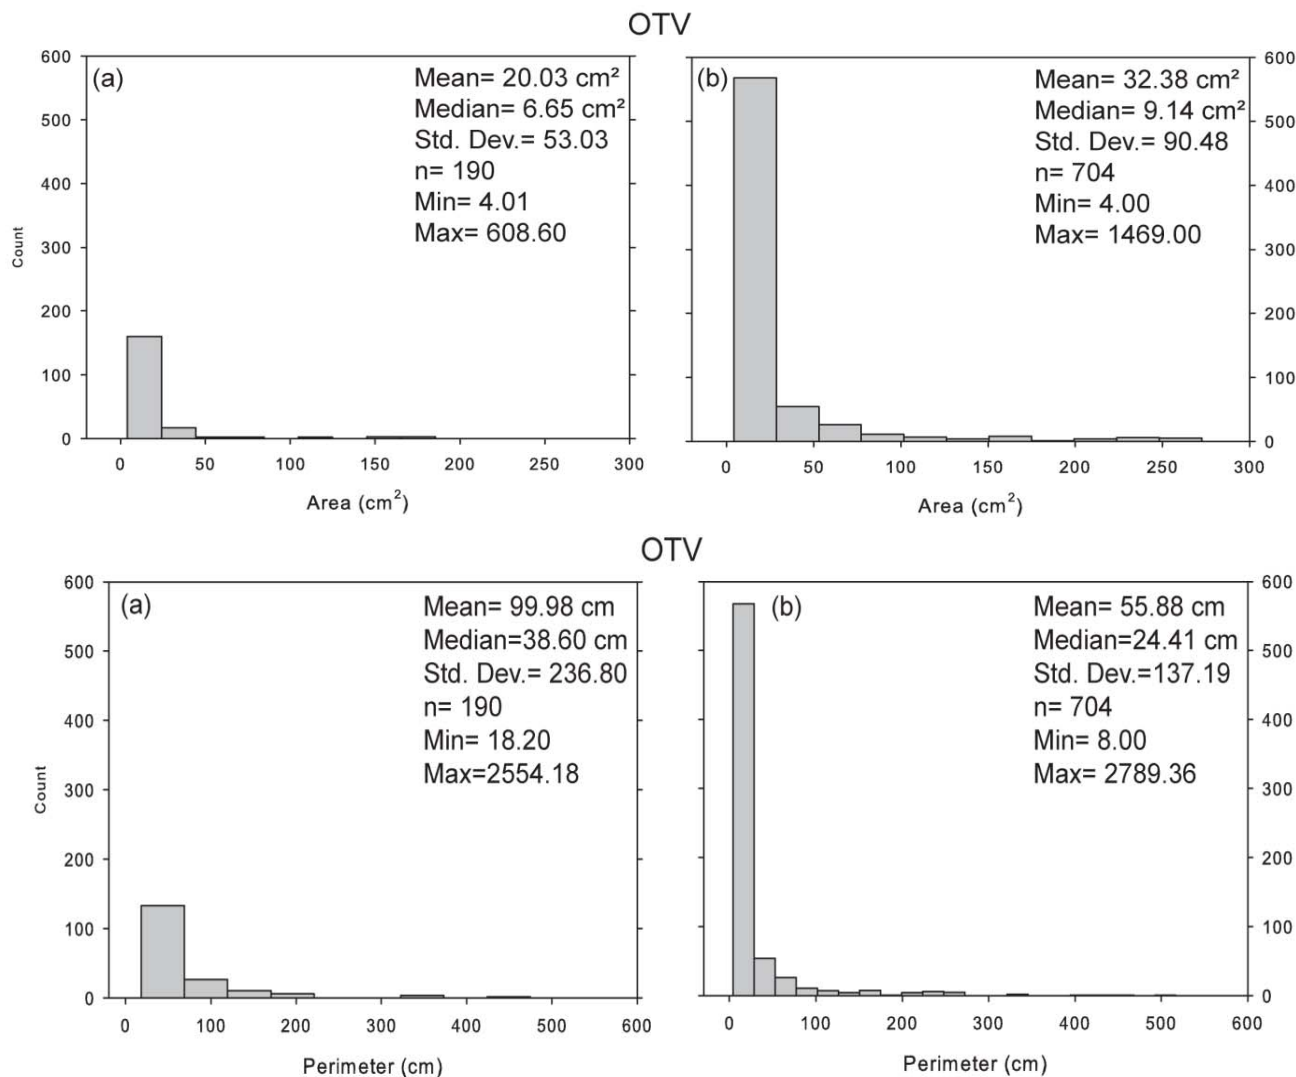 OTV
(a)
Mean= 20.03 cm²
Median= 6.65 cm²
Std. Dev.= 53.03
n= 190
Min= 4.01
Max= 608.60
600
500
400
300
200
100
0
Count
0 50 100 150 200 250 300
Area (cm²)
(b)
Mean= 32.38 cm²
Median= 9.14 cm²
Std. Dev.= 90.48
n= 704
Min= 4.00
Max= 1469.00
600
500
400
300
200
100
0
0 50 100 150 200 250 300
Area (cm²)
OTV
(a)
Mean= 99.98 cm
Median=38.60 cm
Std. Dev.= 236.80
n= 190
Min= 18.20
Max=2554.18
600
500
400
300
200
100
0
Count
0 100 200 300 400 500 600
Perimeter (cm)
(b)
Mean= 55.88 cm
Median=24.41 cm
Std. Dev.=137.19
n= 704
Min= 8.00
Max= 2789.36
600
500
400
300
200
100
0
0 100 200 300 400 500 600
Perimeter (cm)